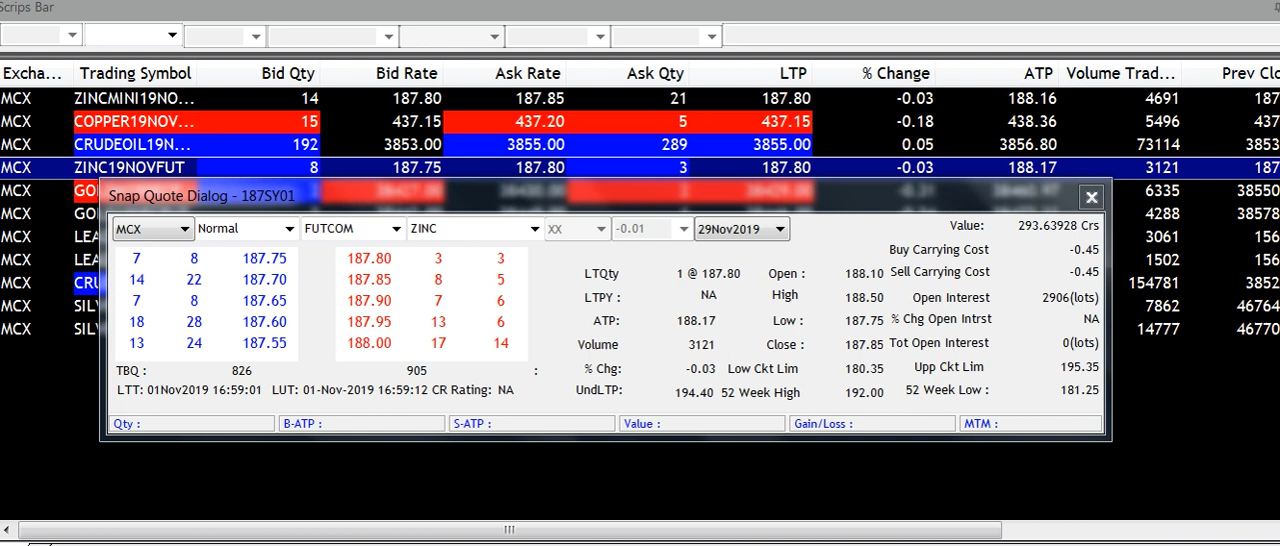 Scrips Bar
Excha... Trading Symbol Bid Qty Bid Rate Ask Rate Ask Qty LTP % Change ATP Volume Trad... Prev Clo
MCX ZINCMINI19NO... 14 187.80 187.85 21 187.80 -0.03 188.16 4691 187
MCX COPPER19NOV... 15 437.15 437.20 5 437.15 -0.18 438.36 5496 437
MCX CRUDEOIL19N... 192 3853.00 3855.00 289 3855.00 0.05 3856.80 73114 3853
MCX ZINC19NOVFUT 8 187.75 187.80 3 187.80 -0.03 188.17 3121 187
MCX GO 6335 38550
MCX GO 4288 38578
MCX LEA 3061 156
MCX LEA 1502 156
MCX CRU 154781 3852
MCX SIL 7862 46764
MCX SIL 14777 46770
Snap Quote Dialog - 187SY01
MCX Normal FUTCOM ZINC XX -0.01 29Nov2019
7 8 187.75 187.80 3 3
14 22 187.70 187.85 8 5
7 8 187.65 187.90 7 6
18 28 187.60 187.95 13 6
13 24 187.55 188.00 17 14
TBQ : 826 905 :
LTT: 01Nov2019 16:59:01 LUT: 01-Nov-2019 16:59:12 CR Rating: NA
Value: 293.63928 Crs
Buy Carrying Cost -0.45
LTQty 1 @ 187.80 Open : 188.10 Sell Carrying Cost -0.45
LTPY : NA High 188.50 Open Interest 2906(lots)
ATP: 188.17 Low : 187.75 % Chg Open Intrst NA
Volume 3121 Close : 187.85 Tot Open Interest 0(lots)
% Chg: -0.03 Low Ckt Lim 180.35 Upp Ckt Lim 195.35
UndLTP: 194.40 52 Week High 192.00 52 Week Low : 181.25
Qty : B-ATP : S-ATP : Value : Gain/Loss : MTM :